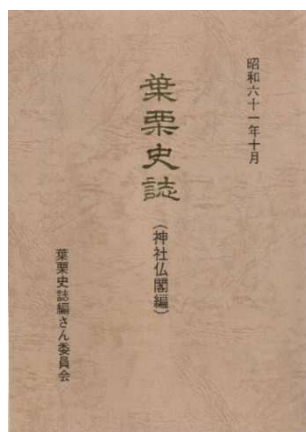 昭和六十一年十月
葉栗史誌
（神社仏閣編）
葉栗史誌編さん委員会